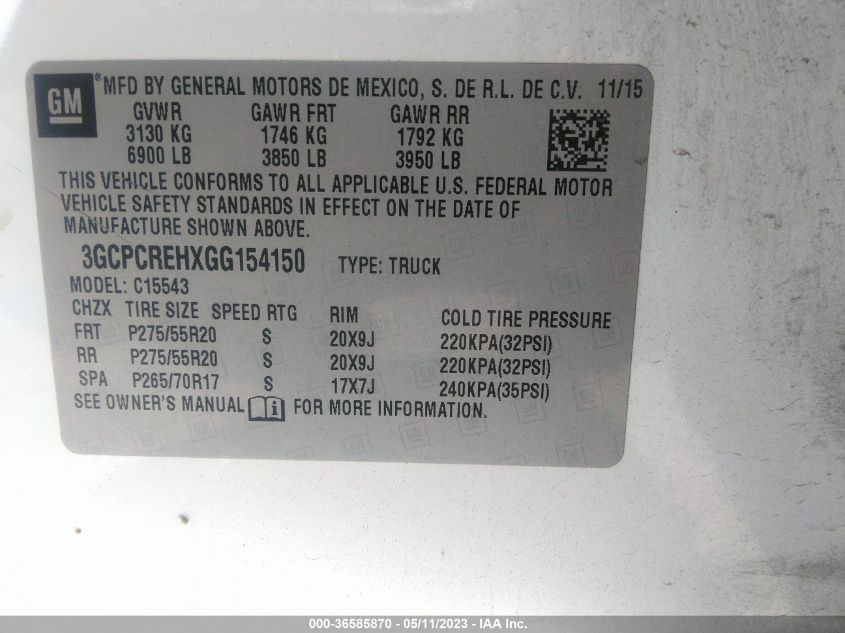 GM
®MFD BY GENERAL MOTORS DE MEXICO, S. DE R.L. DE C.V. 11/15
GVWR GAWR FRT GAWR RR
3130 KG 1746 KG 1792 KG
6900 LB 3850 LB 3950 LB
THIS VEHICLE CONFORMS TO ALL APPLICABLE U.S. FEDERAL MOTOR
VEHICLE SAFETY STANDARDS IN EFFECT ON THE DATE OF
MANUFACTURE SHOWN ABOVE.
3GCPCREHXGG154150 TYPE: TRUCK
MODEL: C15543
CHZX TIRE SIZE SPEED RTG RIM COLD TIRE PRESSURE
FRT P275/55R20 S 20X9J 220KPA(32PSI)
RR P275/55R20 S 20X9J 220KPA(32PSI)
SPA P265/70R17 S 17X7J 240KPA(35PSI)
SEE OWNER'S MANUAL i FOR MORE INFORMATION.
000-36585870 - 05/11/2023 - IAA Inc.